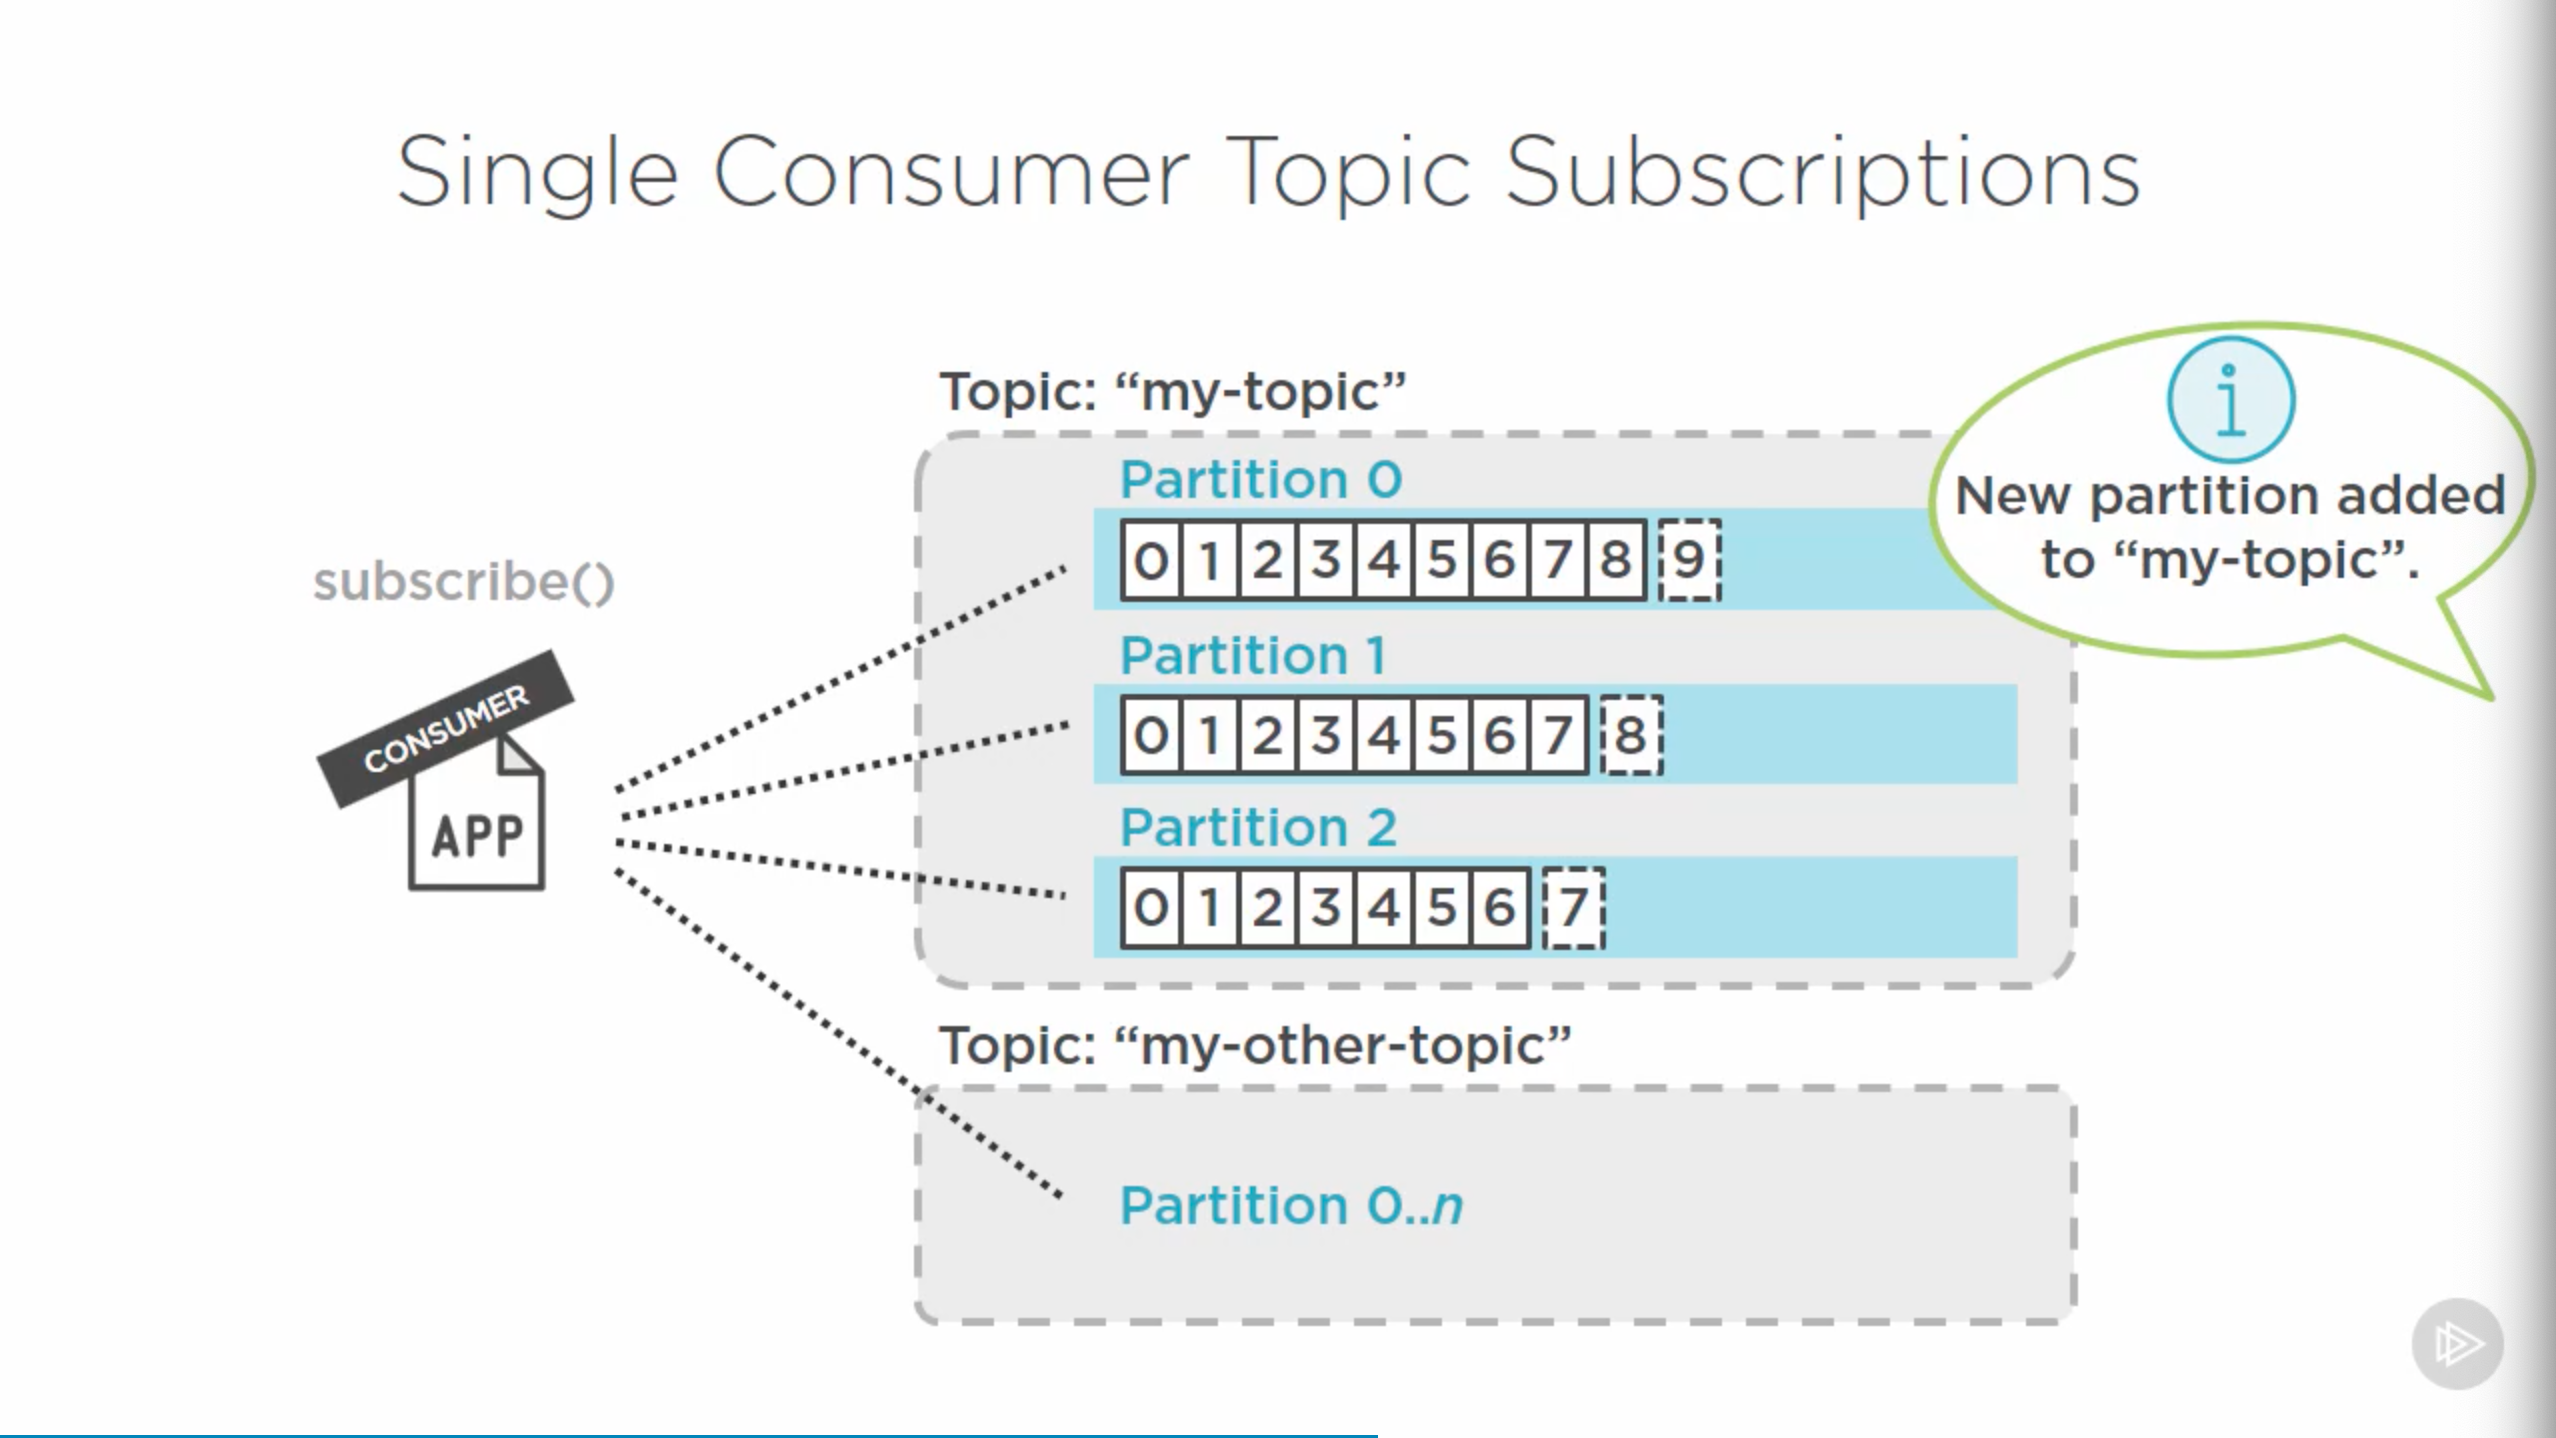 Single Consumer Topic Subscriptions
subscribe()
CONSUMER
APP
Topic: “my-topic”
Partition 0
0 1 2 3 4 5 6 7 8 9
Partition 1
0 1 2 3 4 5 6 7 8
Partition 2
0 1 2 3 4 5 6 7
i
New partition added
to “my-topic”.
Topic: “my-other-topic”
Partition 0..n